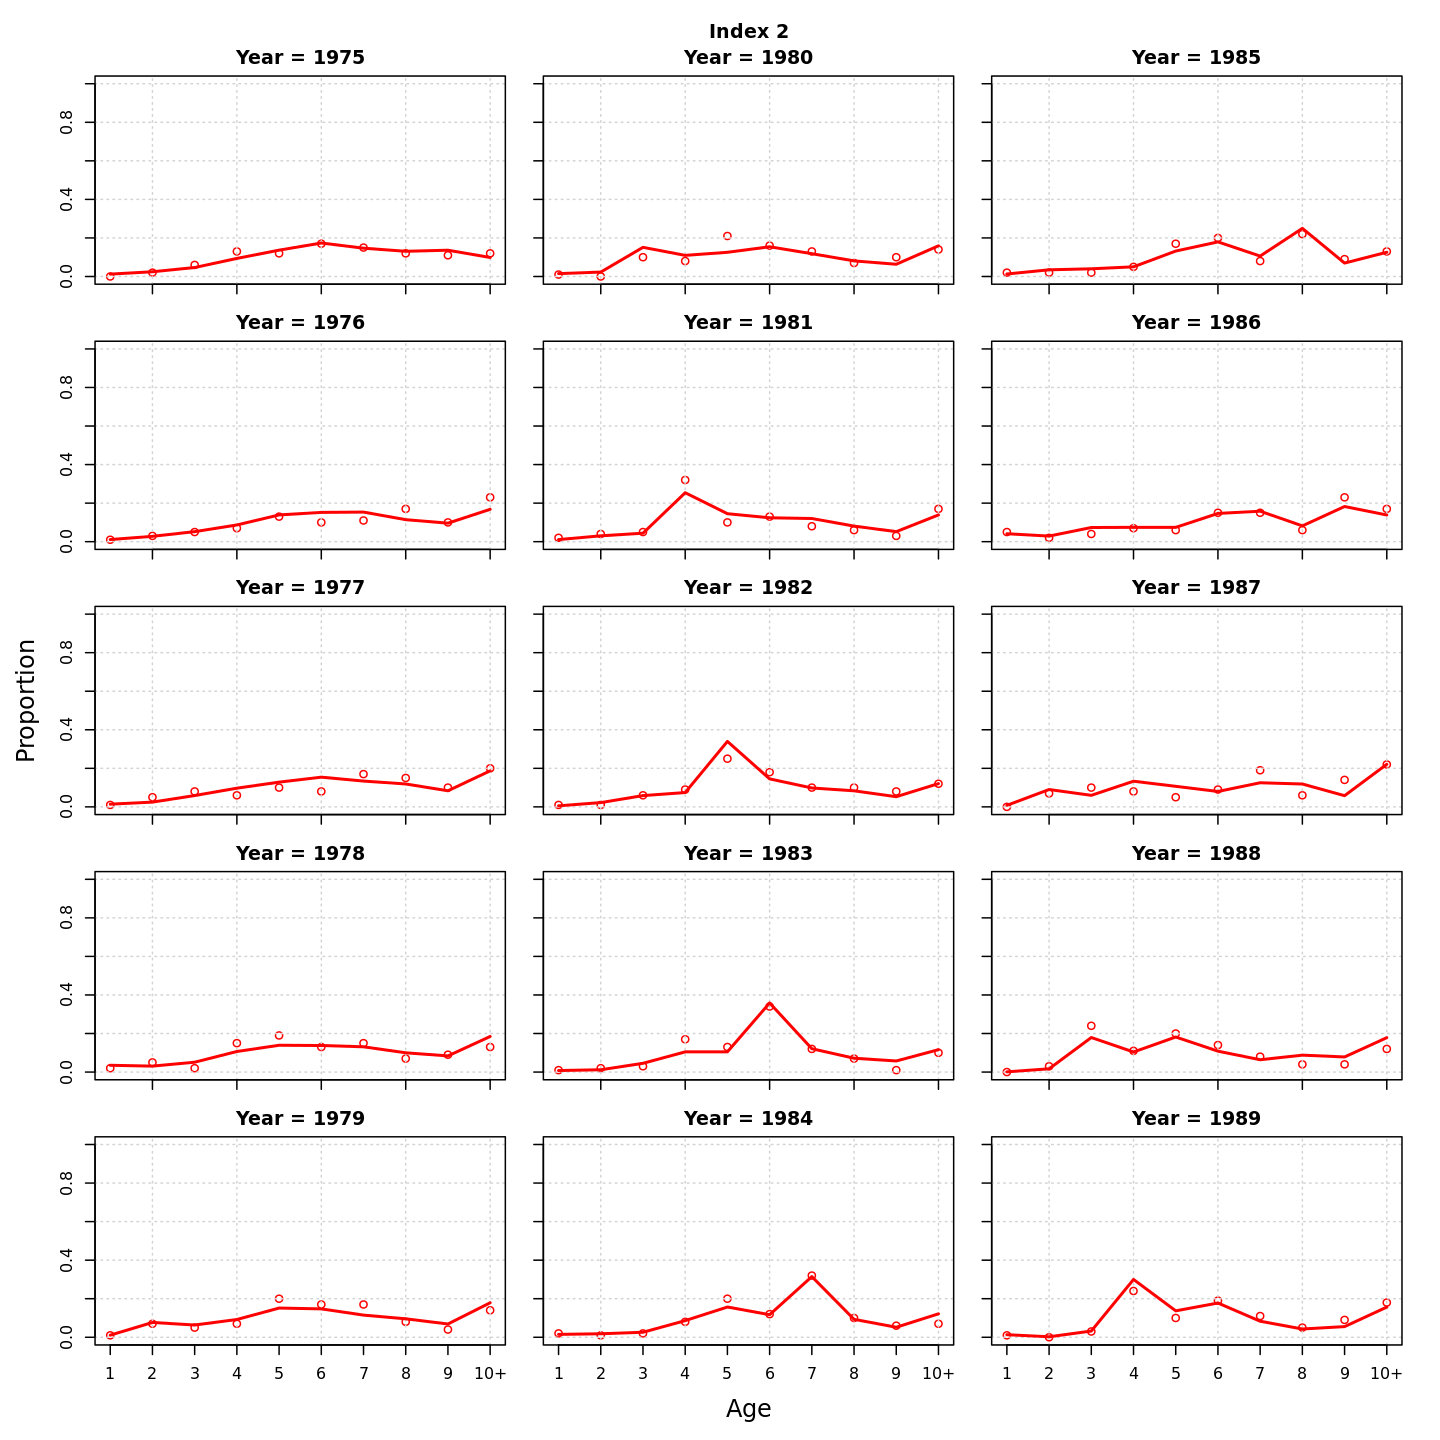 Index 2
Year = 1975
Year = 1980
Year = 1985
0.0
0.4
0.8
Year = 1976
Year = 1981
Year = 1986
0.0
0.4
0.8
Year = 1977
Year = 1982
Year = 1987
0.0
0.4
0.8
Proportion
Year = 1978
Year = 1983
Year = 1988
0.0
0.4
0.8
Year = 1979
Year = 1984
Year = 1989
0.0
0.4
0.8
1 2 3 4 5 6 7 8 9 10+
1 2 3 4 5 6 7 8 9 10+
1 2 3 4 5 6 7 8 9 10+
Age